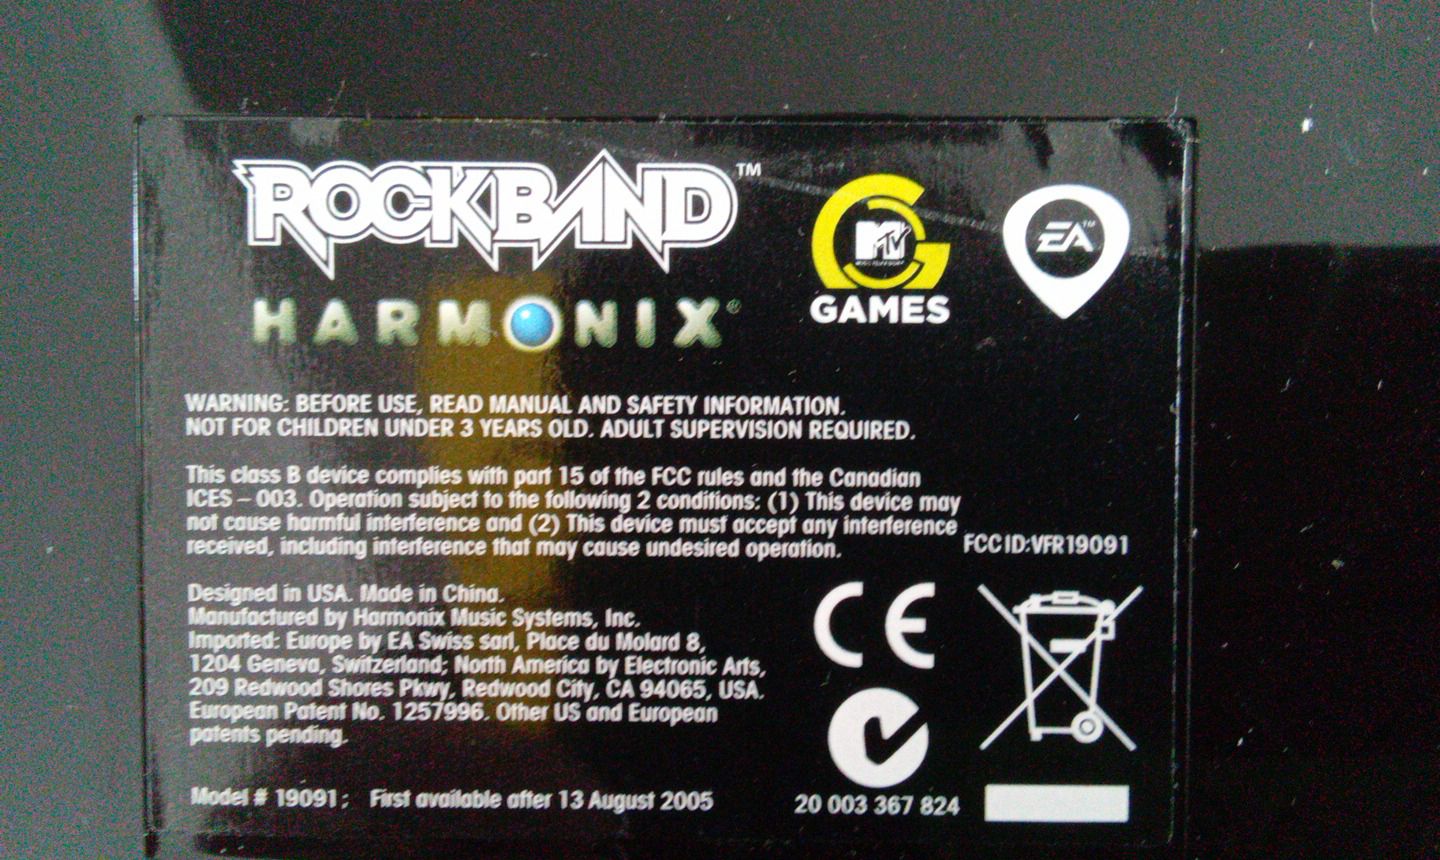 ROCKBAND™
MTV
MUSIC TELEVISION
GAMES
EA™
HARMONIX®
WARNING: BEFORE USE, READ MANUAL AND SAFETY INFORMATION.
NOT FOR CHILDREN UNDER 3 YEARS OLD. ADULT SUPERVISION REQUIRED.
This class B device complies with part 15 of the FCC rules and the Canadian
ICES – 003. Operation subject to the following 2 conditions: (1) This device may
not cause harmful interference and (2) This device must accept any interference
received, including interference that may cause undesired operation.
FCC ID:VFR19091
Designed in USA. Made in China.
Manufactured by Harmonix Music Systems, Inc.
Imported: Europe by EA Swiss sarl, Place du Molard 8,
1204 Geneva, Switzerland; North America by Electronic Arts,
209 Redwood Shores Pkwy, Redwood City, CA 94065, USA.
European Patent No. 1257996. Other US and European
patents pending.
CE
Model # 19091; First available after 13 August 2005
20 003 367 824